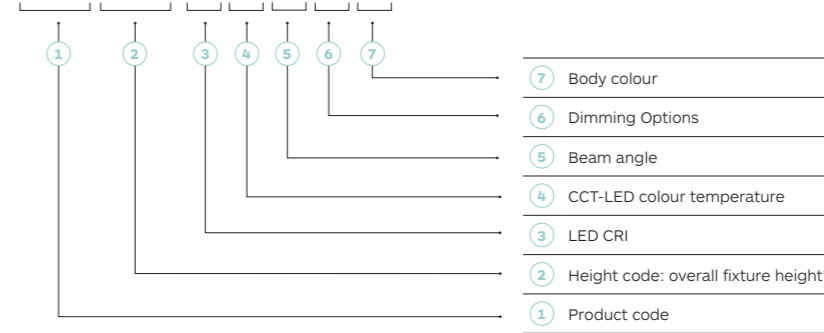 1 2 3 4 5 6 7
7 Body colour
6 Dimming Options
5 Beam angle
4 CCT-LED colour temperature
3 LED CRI
2 Height code: overall fixture height
1 Product code